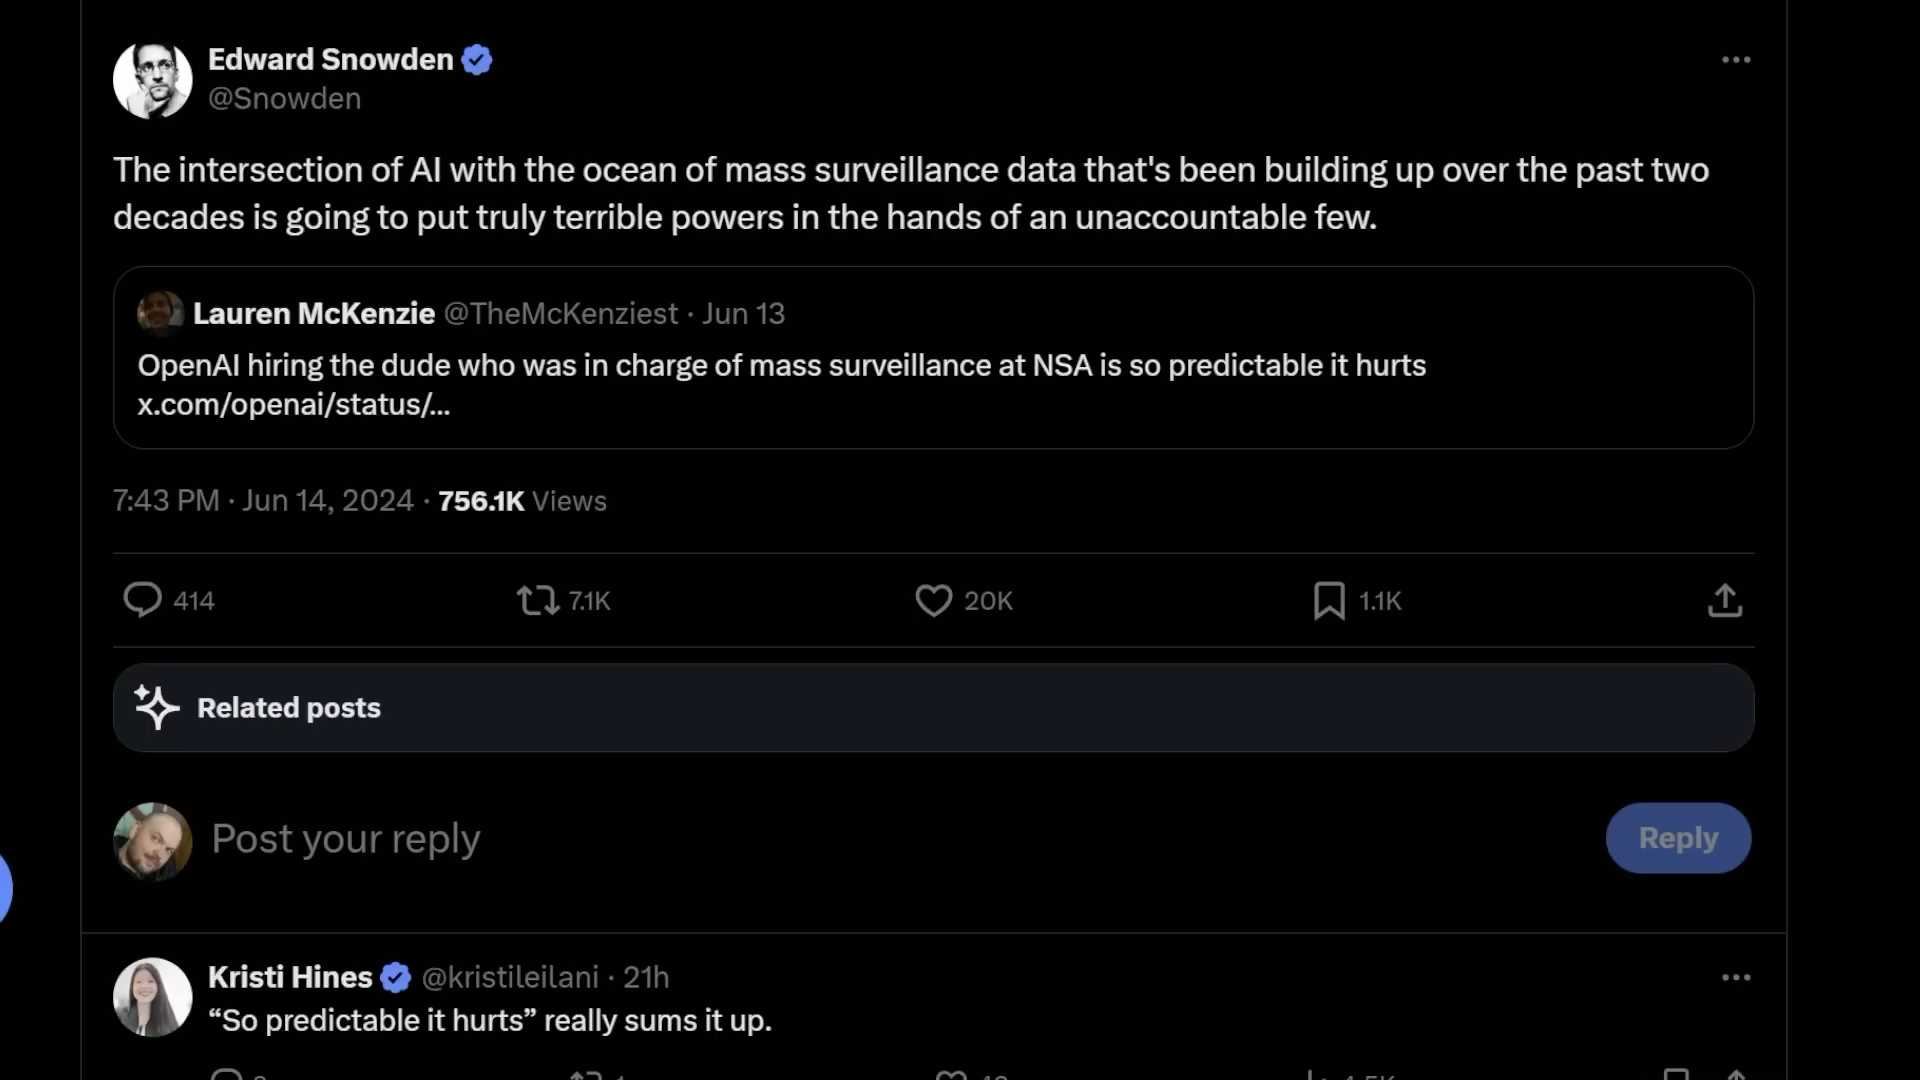 Edward Snowden
@Snowden
The intersection of AI with the ocean of mass surveillance data that's been building up over the past two
decades is going to put truly terrible powers in the hands of an unaccountable few.
Lauren McKenzie @TheMcKenziest · Jun 13
OpenAI hiring the dude who was in charge of mass surveillance at NSA is so predictable it hurts
x.com/openai/status/...
7:43 PM · Jun 14, 2024 · 756.1K Views
414 7.1K 20K 1.1K
Related posts
Post your reply
Reply
Kristi Hines @kristileilani · 21h
“So predictable it hurts” really sums it up.